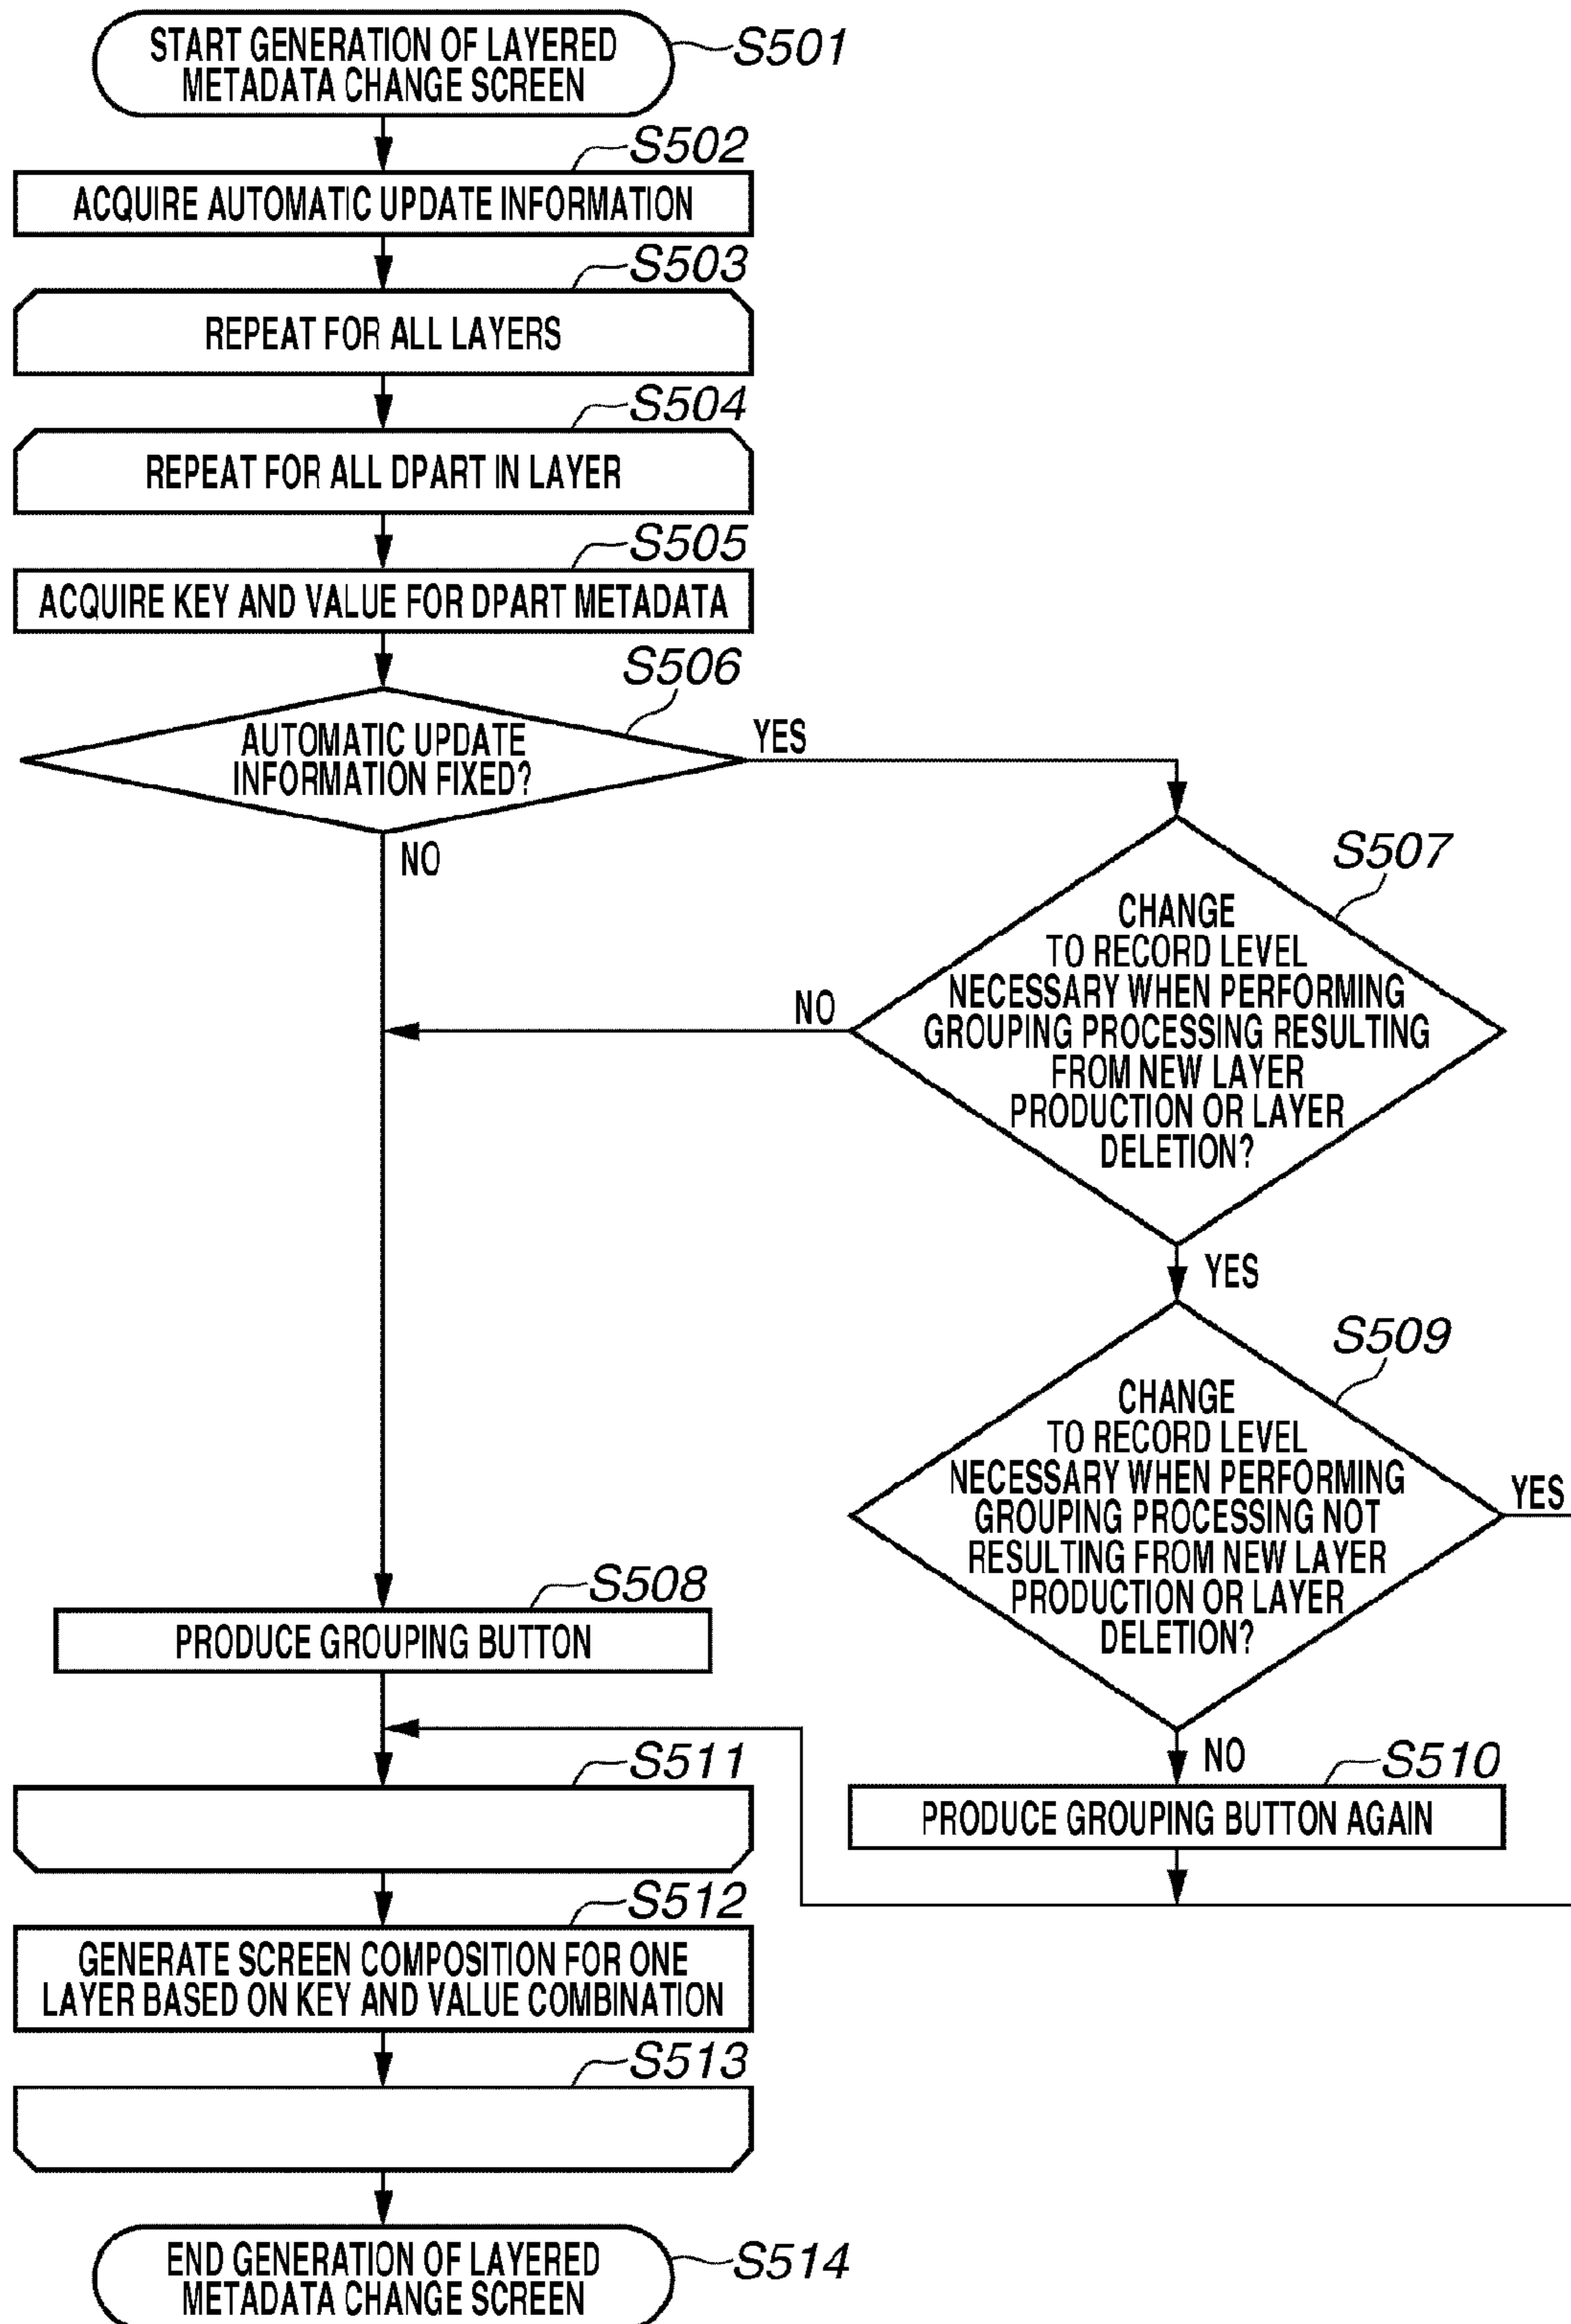 START GENERATION OF LAYERED
METADATA CHANGE SCREEN
S501
S502
ACQUIRE AUTOMATIC UPDATE INFORMATION
S503
REPEAT FOR ALL LAYERS
S504
REPEAT FOR ALL DPART IN LAYER
S505
ACQUIRE KEY AND VALUE FOR DPART METADATA
S506
AUTOMATIC UPDATE
INFORMATION FIXED?
YES
NO
S507
CHANGE
TO RECORD LEVEL
NECESSARY WHEN PERFORMING
GROUPING PROCESSING RESULTING
FROM NEW LAYER
PRODUCTION OR LAYER
DELETION?
NO
YES
S509
CHANGE
TO RECORD LEVEL
NECESSARY WHEN PERFORMING
GROUPING PROCESSING NOT
RESULTING FROM NEW LAYER
PRODUCTION OR LAYER
DELETION?
YES
NO
S508
PRODUCE GROUPING BUTTON
S510
PRODUCE GROUPING BUTTON AGAIN
S511
S512
GENERATE SCREEN COMPOSITION FOR ONE
LAYER BASED ON KEY AND VALUE COMBINATION
S513
END GENERATION OF LAYERED
METADATA CHANGE SCREEN
S514